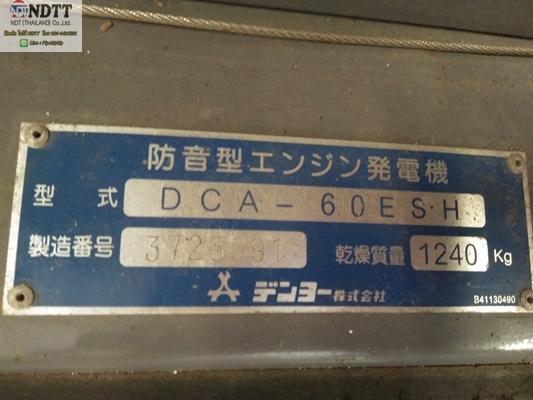 NDTT
NDT (THAILAND) Co.,Ltd.
防音型エンジン発電機
型式 DCA-60ESH
製造番号 3726091 乾燥質量 1240 Kg
デンヨー株式会社
B41130490